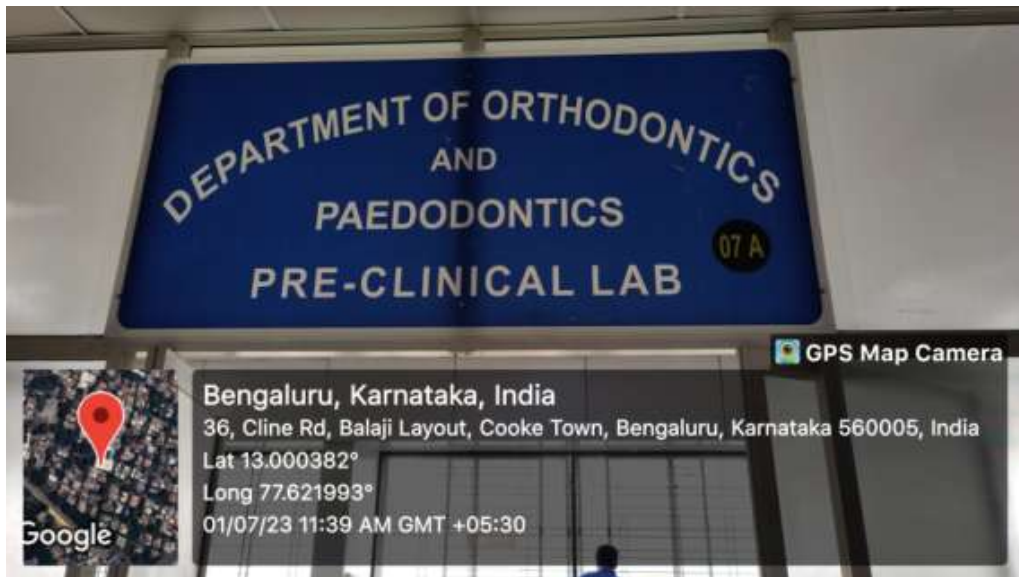 DEPARTMENT OF ORTHODONTICS
AND
PAEDODONTICS
07 A
PRE-CLINICAL LAB
GPS Map Camera
Bengaluru, Karnataka, India
36, Cline Rd, Balaji Layout, Cooke Town, Bengaluru, Karnataka 560005, India
Lat 13.000382°
Long 77.621993°
01/07/23 11:39 AM GMT +05:30
Google